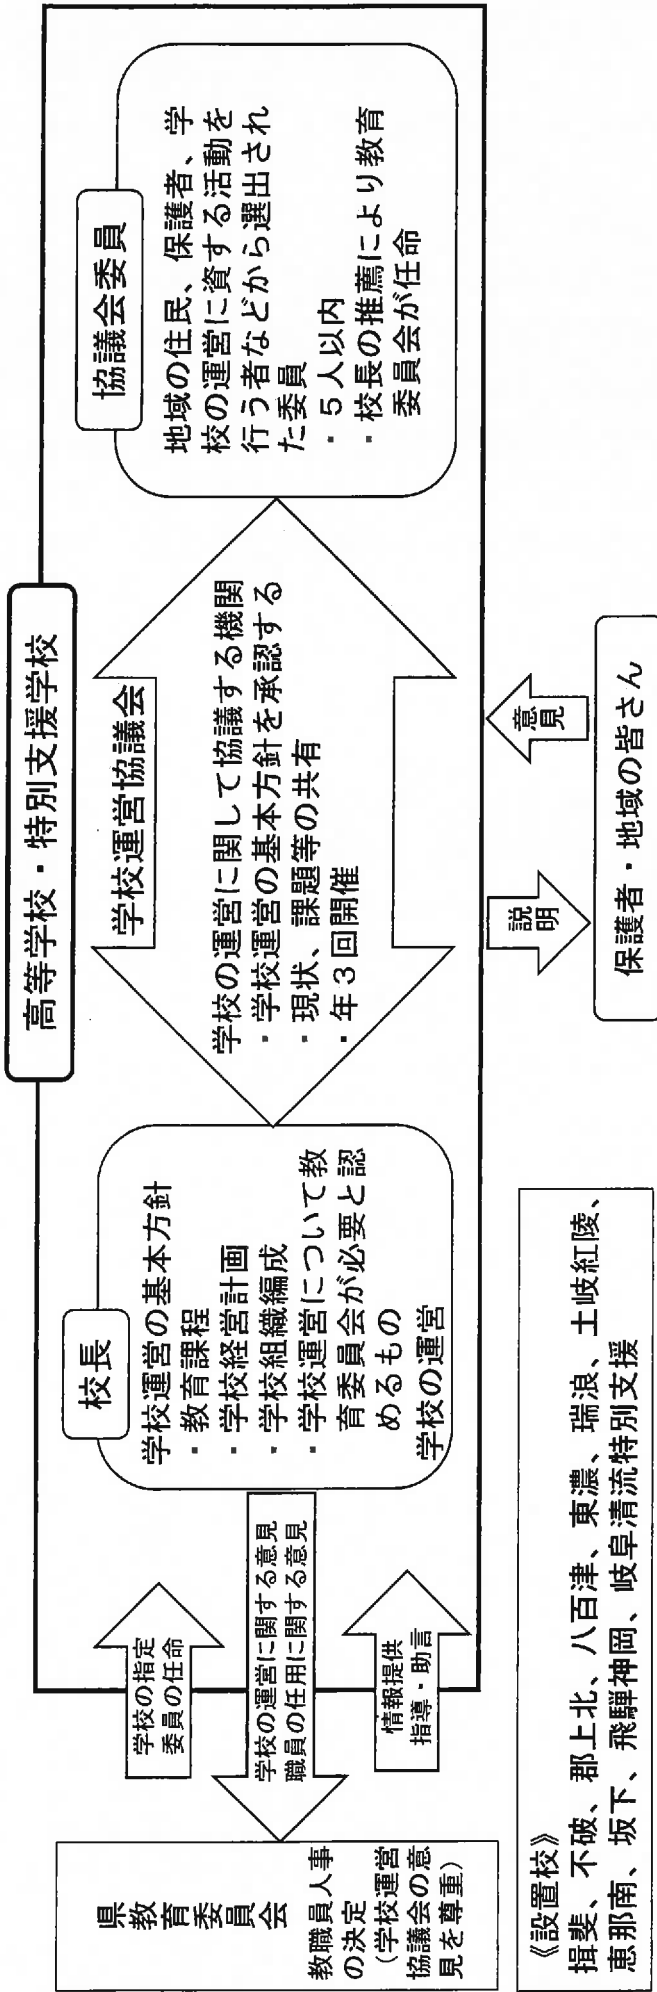 高等学校・特別支援学校
県教育委員会
教職員人事
の決定
(学校運営
協議会の意
見を尊重)
学校の指定
委員の任命
学校の運営に関する意見
職員の任用に関する意見
情報提供
指導・助言
校長
学校運営の基本方針
・教育課程
・学校経営計画
・学校組織編成
・学校運営について教
育委員会が必要と認
めるもの
学校の運営
学校運営協議会
学校の運営に関して協議する機関
・学校運営の基本方針を承認する
・現状、課題等の共有
・年3回開催
協議会委員
地域の住民、保護者、学
校の運営に資する活動を
行う者などから選出され
た委員
・5人以内
・校長の推薦により教育
委員会が任命
説明
意見
保護者・地域の皆さん
《設置校》
揖斐、不破、郡上北、八百津、東濃、瑞浪、土岐紅陵、
恵那南、坂下、飛騨神岡、岐阜清流特別支援